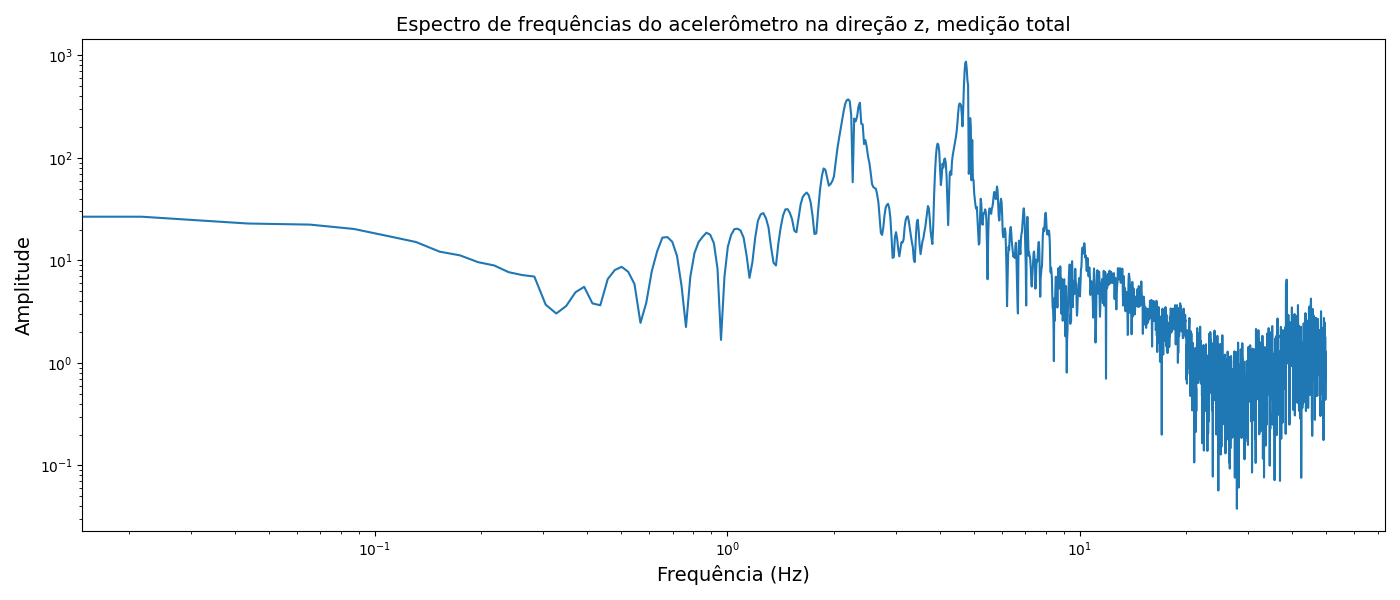 Espectro de frequências do acelerômetro na direção z, medição total
Amplitude
10³
10²
10¹
10⁰
10⁻¹
10⁻¹ 10⁰ 10¹
Frequência (Hz)